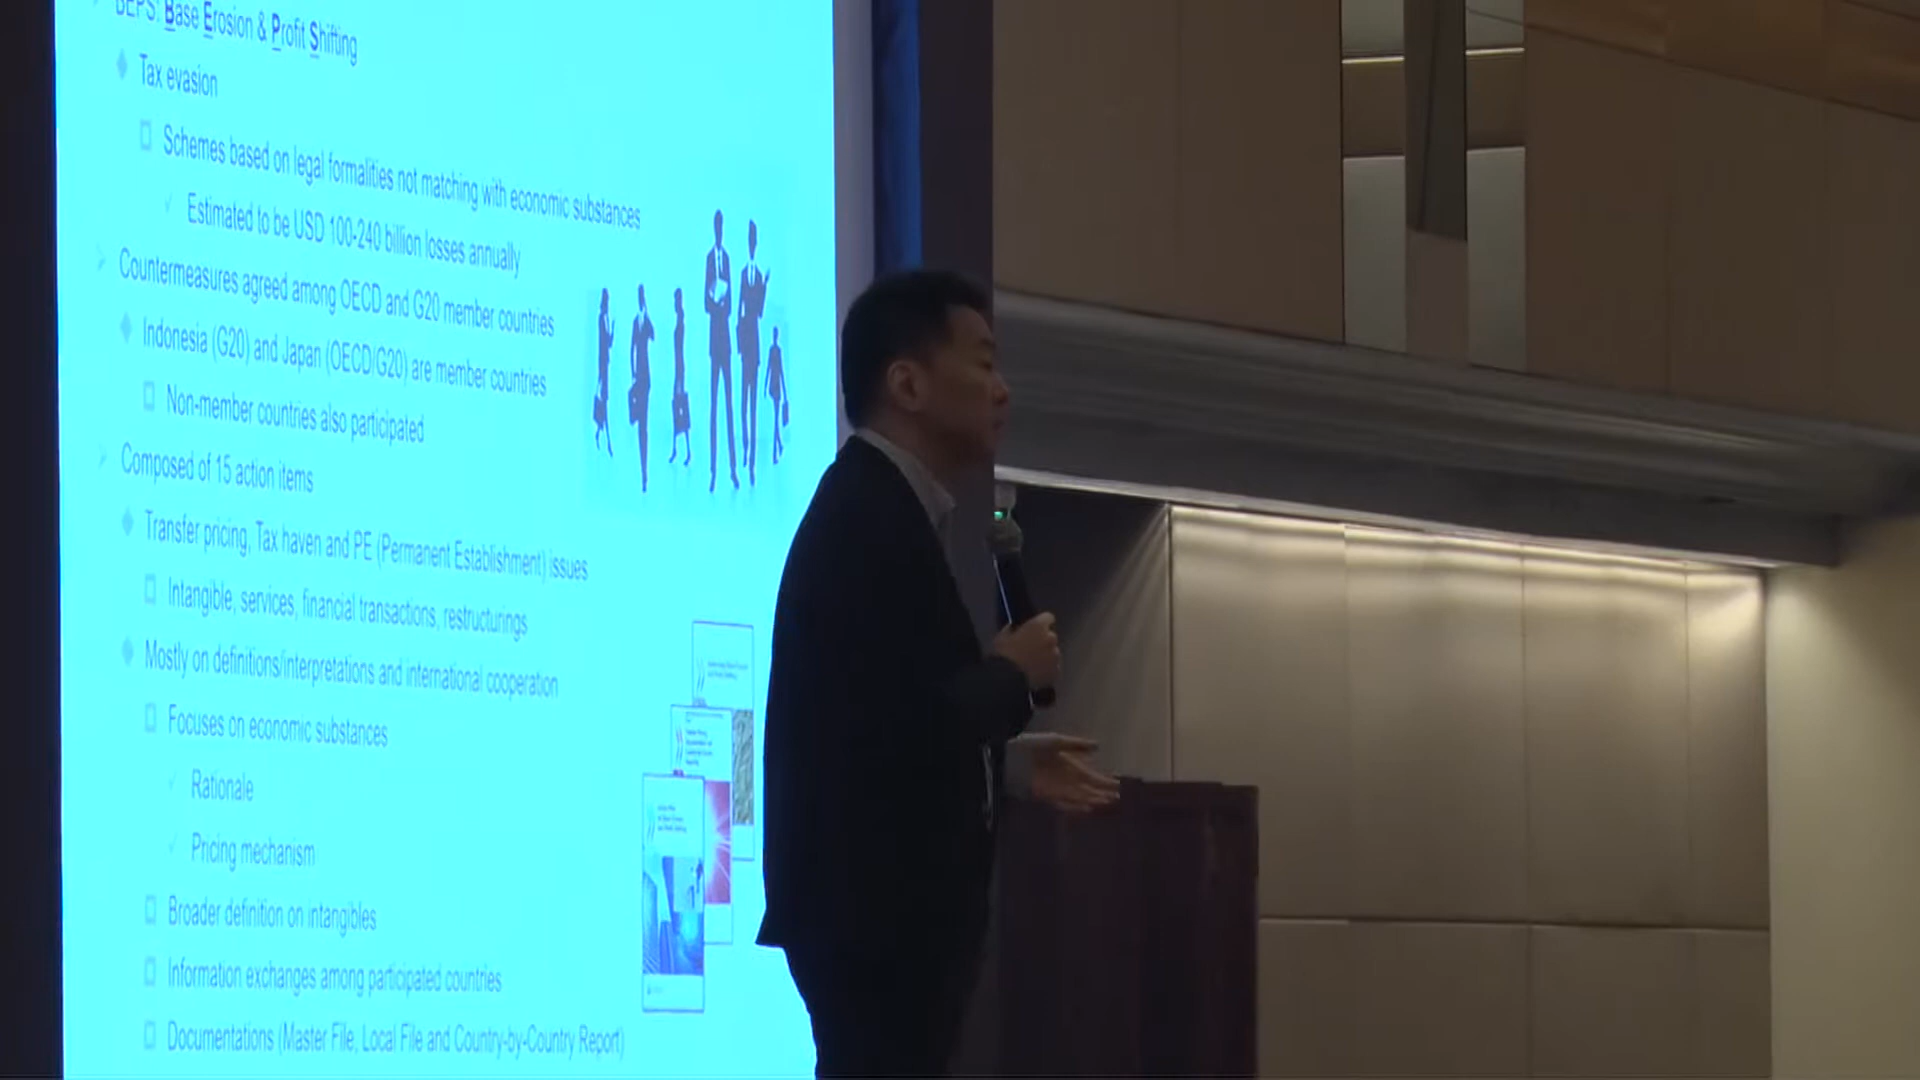 BEPS: Base Erosion & Profit Shifting
Tax evasion
Schemes based on legal formalities not matching with economic substances
Estimated to be USD 100-240 billion losses annually
Countermeasures agreed among OECD and G20 member countries
Indonesia (G20) and Japan (OECD/G20) are member countries
Non-member countries also participated
Composed of 15 action items
Transfer pricing, Tax haven and PE (Permanent Establishment) issues
Intangible, services, financial transactions, restructurings
Mostly on definitions/interpretations and international cooperation
Focuses on economic substances
Rationale
Pricing mechanism
Broader definition on intangibles
Information exchanges among participated countries
Documentations (Master File, Local File and Country-by-Country Report)